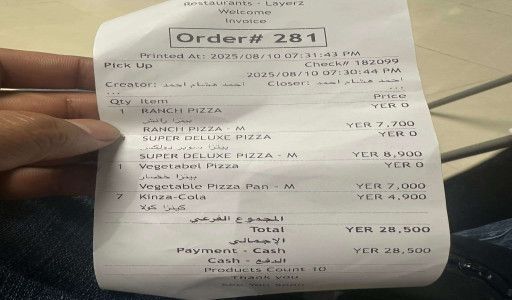 Restaurants - Layerz
Welcome
Invoice
Order# 281
Printed At: 2025/08/10 07:31:43 PM
Pick Up Check# 182099
2025/08/10 07:30:44 PM
Creator: احمد هشام احمد Closer: احمد هشام احمد
Qty Item Price
1 RANCH PIZZA YER 0
بيتزا رانش
RANCH PIZZA - M YER 7,700
SUPER DELUXE PIZZA YER 0
بيتزا سوبر ديلوكس
SUPER DELUXE PIZZA - M YER 8,900
1 Vegetabel Pizza YER 0
بيتزا خضار
Vegetable Pizza Pan - M YER 7,000
7 Kinza-Cola YER 4,900
كينزا كولا
المجموع الفرعي
Total YER 28,500
الإجمالي
Payment - Cash YER 28,500
Cash - الدفع
Products Count 10
Thank you